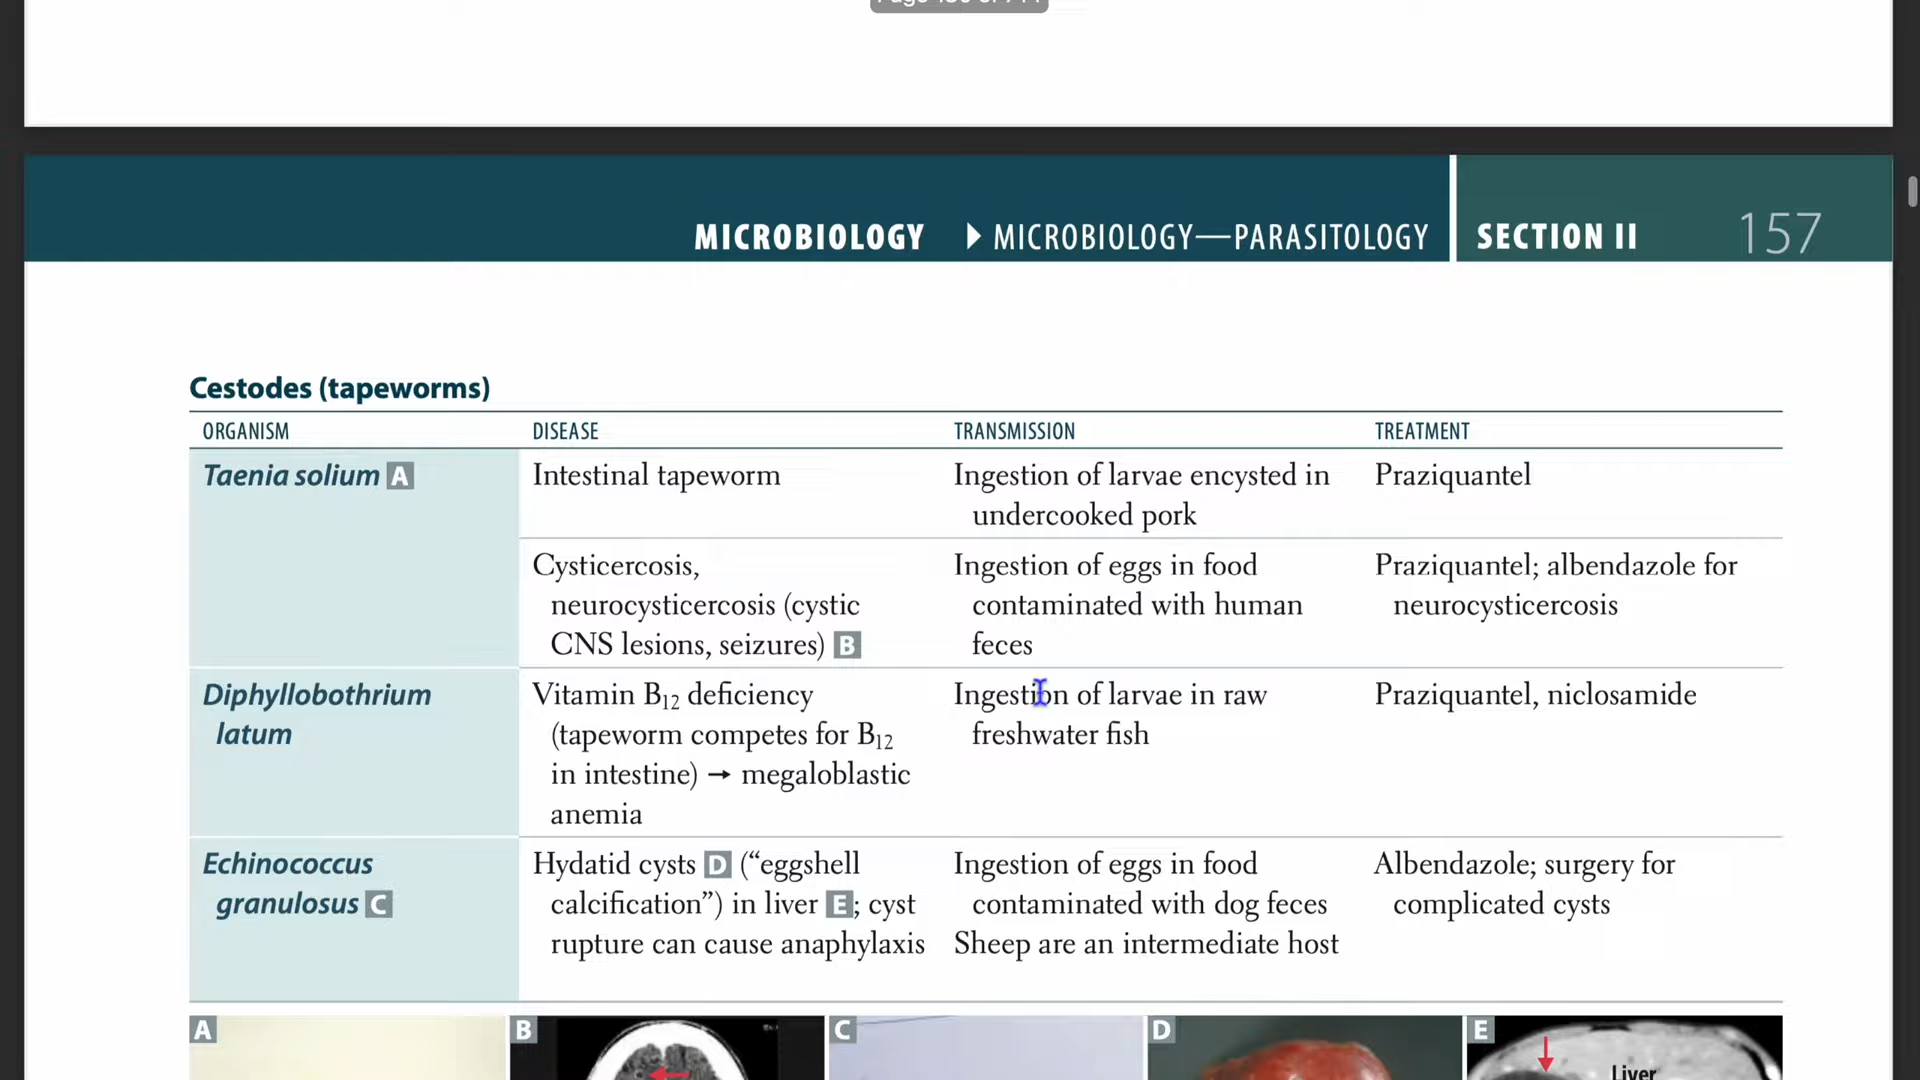 MICROBIOLOGY ▶ MICROBIOLOGY—PARASITOLOGY SECTION II 157
Cestodes (tapeworms)
ORGANISM DISEASE TRANSMISSION TREATMENT
Taenia solium A
Intestinal tapeworm
Ingestion of larvae encysted in
undercooked pork
Praziquantel
Cysticercosis,
neurocysticercosis (cystic
CNS lesions, seizures) B
Ingestion of eggs in food
contaminated with human
feces
Praziquantel; albendazole for
neurocysticercosis
Diphyllobothrium
latum
Vitamin B12 deficiency
(tapeworm competes for B12
in intestine) → megaloblastic
anemia
Ingestion of larvae in raw
freshwater fish
Praziquantel, niclosamide
Echinococcus
granulosus C
Hydatid cysts D (“eggshell
calcification”) in liver E; cyst
rupture can cause anaphylaxis
Ingestion of eggs in food
contaminated with dog feces
Sheep are an intermediate host
Albendazole; surgery for
complicated cysts
A B C D E
Liver